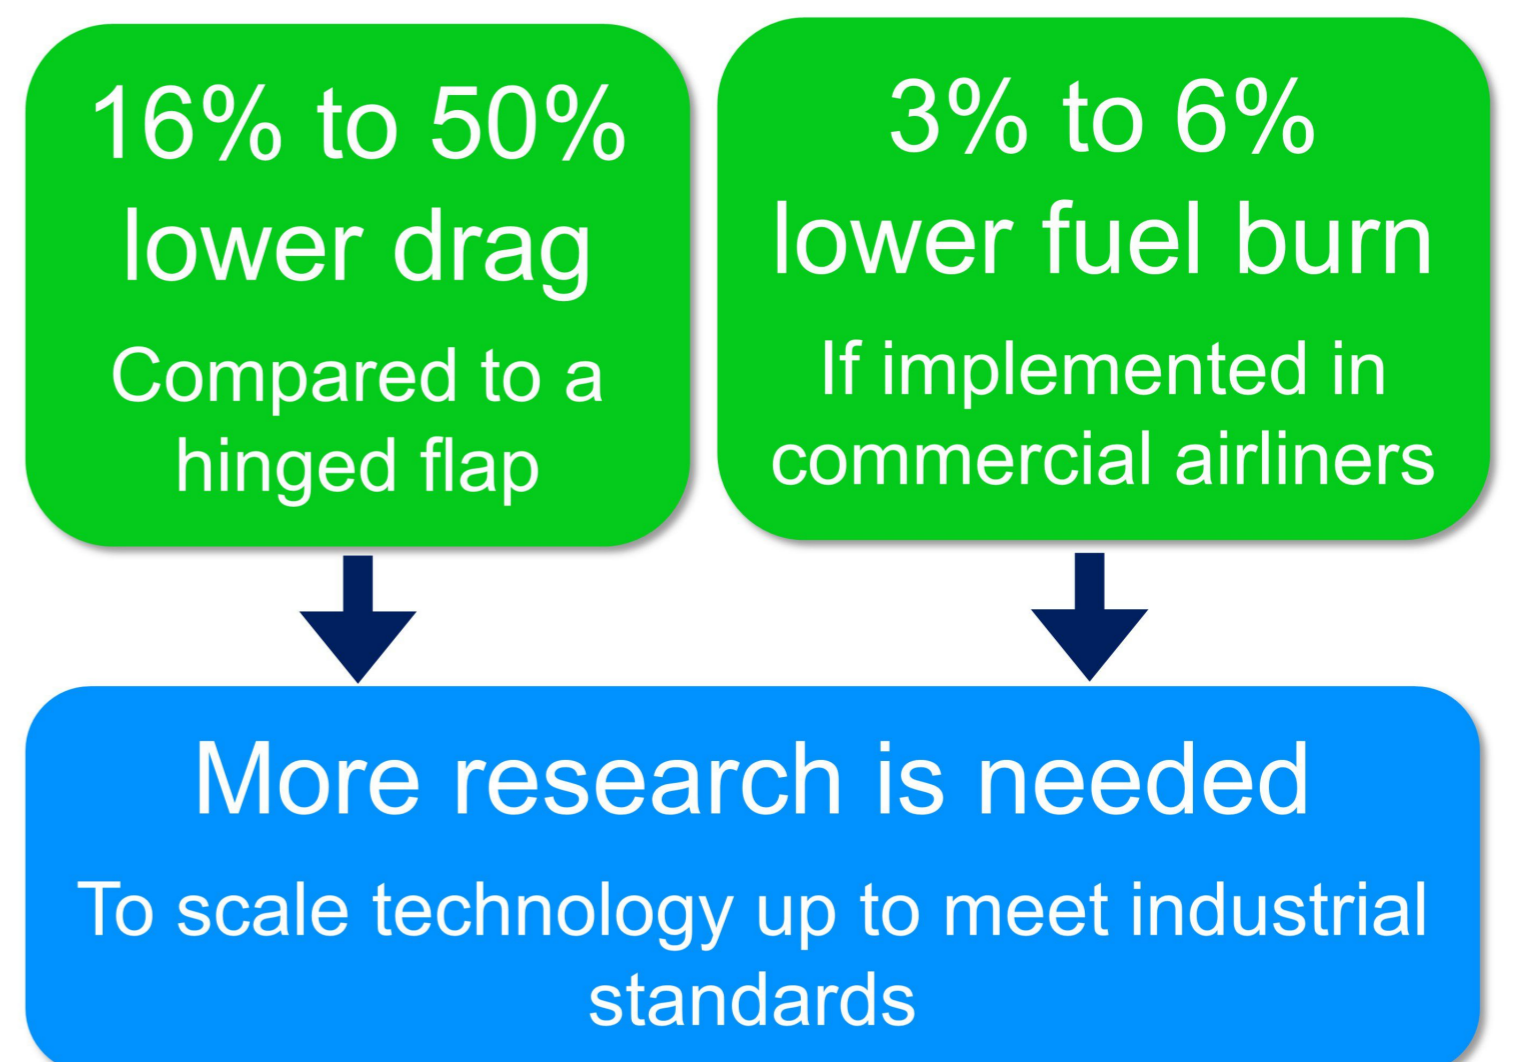 16% to 50%
lower drag
Compared to a
hinged flap
3% to 6%
lower fuel burn
If implemented in
commercial airliners
More research is needed
To scale technology up to meet industrial
standards